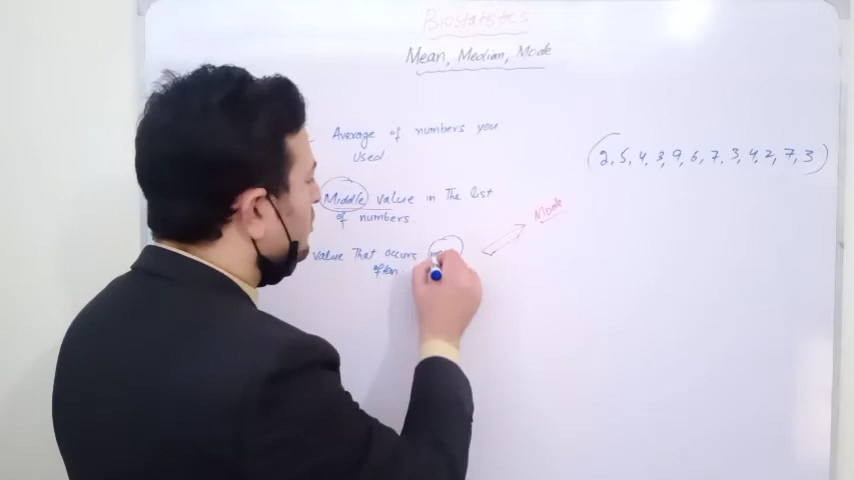 Biostatistics
Mean, Median, Mode
Average of numbers you
used
(2, 5, 4, 3, 9, 6, 7, 3, 4, 2, 7, 3)
Middle value in the list
of numbers.
Mode
value that occurs
often.